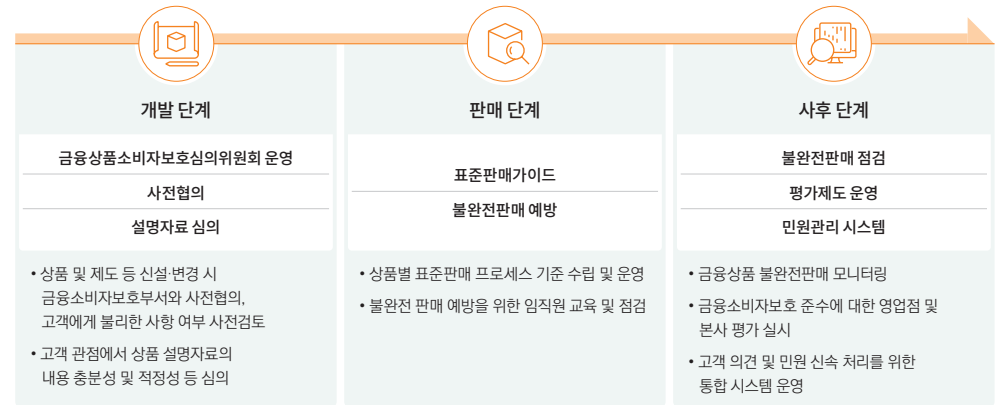 개발 단계
금융상품소비자보호심의위원회 운영
사전협의
설명자료 심의
• 상품 및 제도 등 신설·변경 시
금융소비자보호부서와 사전협의,
고객에게 불리한 사항 여부 사전검토
• 고객 관점에서 상품 설명자료의
내용 충분성 및 적정성 등 심의
판매 단계
표준판매가이드
불완전판매 예방
• 상품별 표준판매 프로세스 기준 수립 및 운영
• 불완전 판매 예방을 위한 임직원 교육 및 점검
사후 단계
불완전판매 점검
평가제도 운영
민원관리 시스템
• 금융상품 불완전판매 모니터링
• 금융소비자보호 준수에 대한 영업점 및
본사 평가 실시
• 고객 의견 및 민원 신속 처리를 위한
통합 시스템 운영